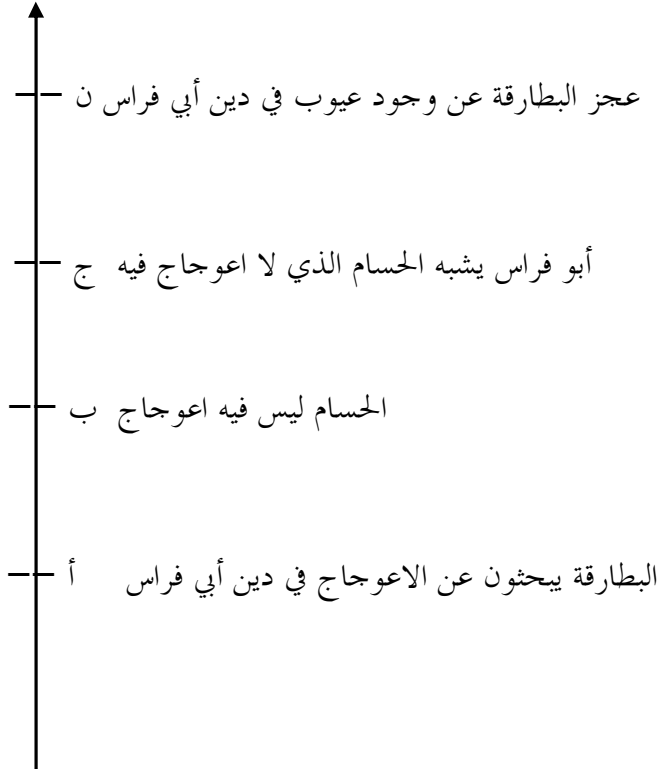 عجز البطارقة عن وجود عيوب في دين أبي فراس ن
أبو فراس يشبه الحسام الذي لا اعوجاج فيه ج
الحسام ليس فيه اعوجاج ب
البطارقة يبحثون عن الاعوجاج في دين أبي فراس أ